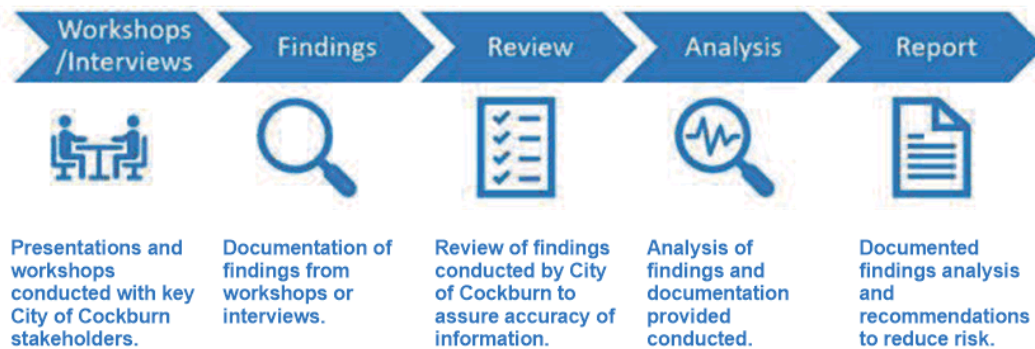 Workshops
/Interviews
Findings
Review
Analysis
Report
Presentations and
workshops
conducted with key
City of Cockburn
stakeholders.
Documentation of
findings from
workshops or
interviews.
Review of findings
conducted by City
of Cockburn to
assure accuracy of
information.
Analysis of
findings and
documentation
provided
conducted.
Documented
findings analysis
and
recommendations
to reduce risk.